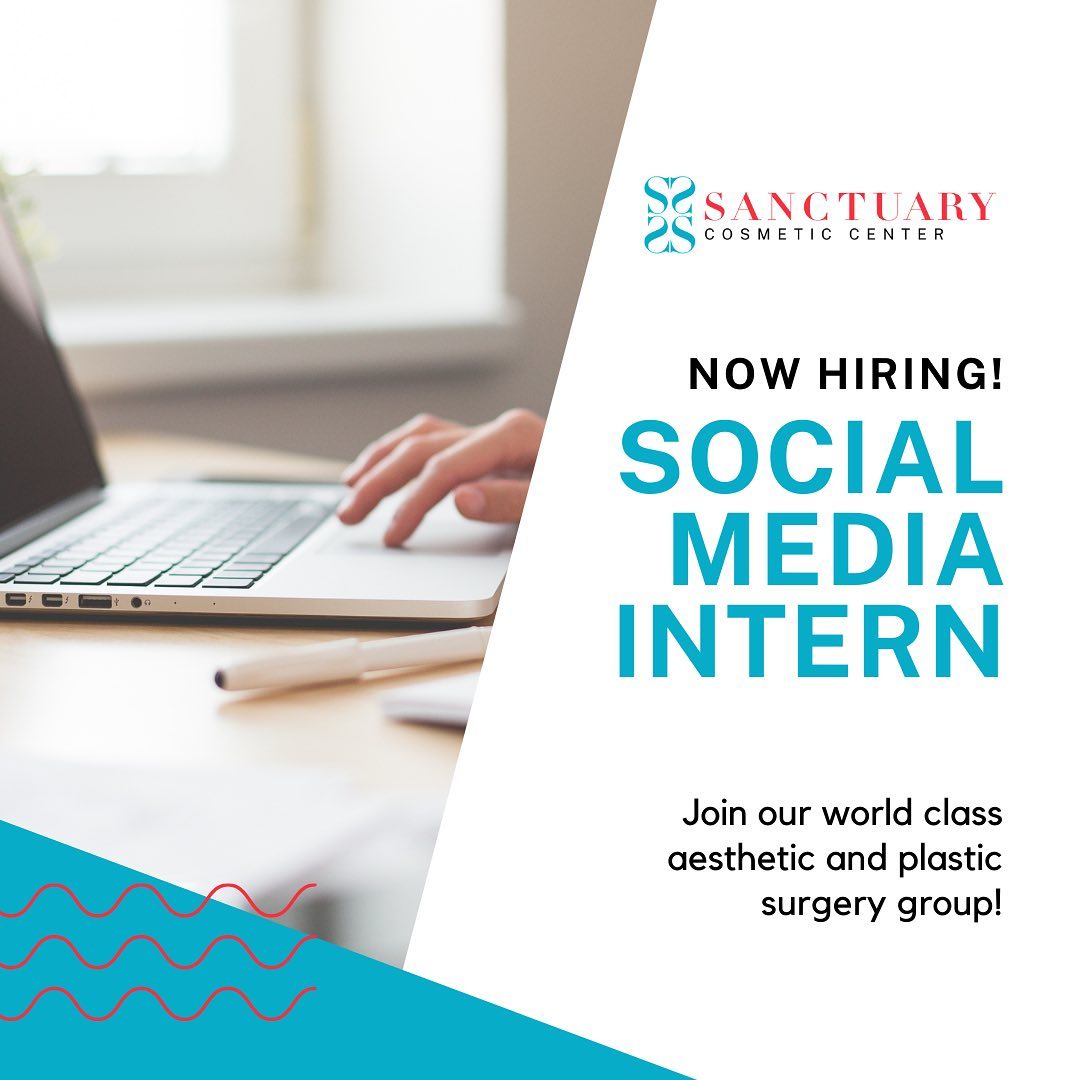 SANCTUARY
COSMETIC CENTER
NOW HIRING!
SOCIAL
MEDIA
INTERN
Join our world class
aesthetic and plastic
surgery group!